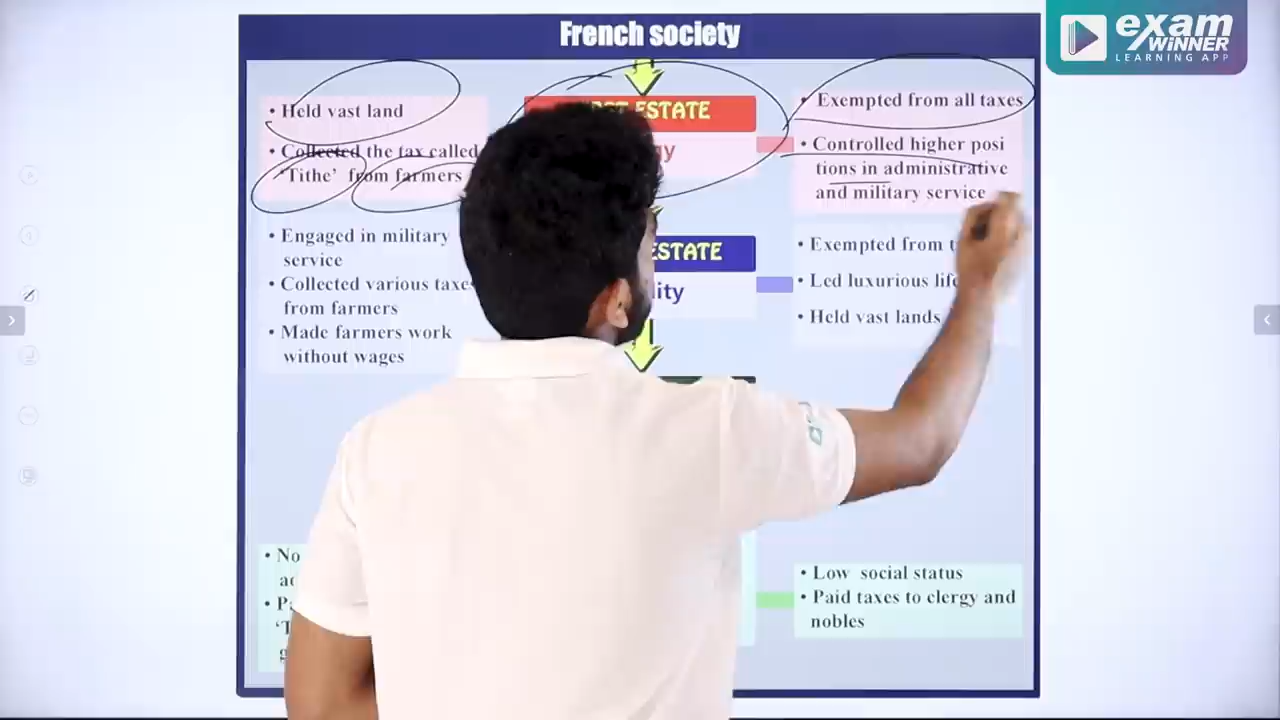 French society
exam
WINNER
LEARNING APP
• Held vast land
• Collected the tax called
'Tithe' from farmers
ESTATE
• Exempted from all taxes
• Controlled higher posi
tions in administrative
and military service
• Engaged in military
service
• Collected various taxes
from farmers
• Made farmers work
without wages
ESTATE
• Exempted from
• Led luxurious life
• Held vast lands
• No
• Low social status
• Paid taxes to clergy and
nobles